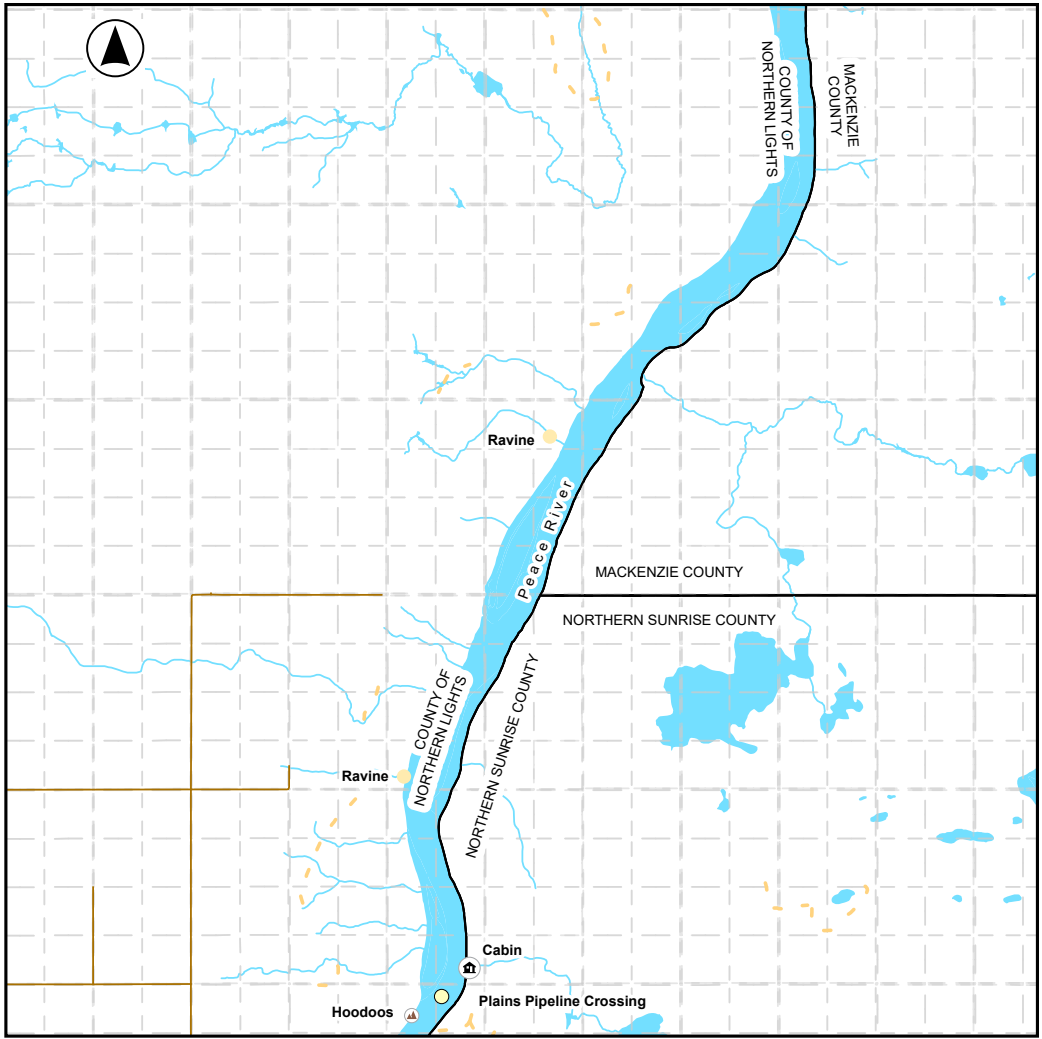 COUNTY OF
NORTHERN LIGHTS
MACKENZIE
COUNTY
Ravine
Peace River
MACKENZIE COUNTY
NORTHERN SUNRISE COUNTY
COUNTY OF
NORTHERN LIGHTS
NORTHERN SUNRISE COUNTY
Ravine
Cabin
Plains Pipeline Crossing
Hoodoos